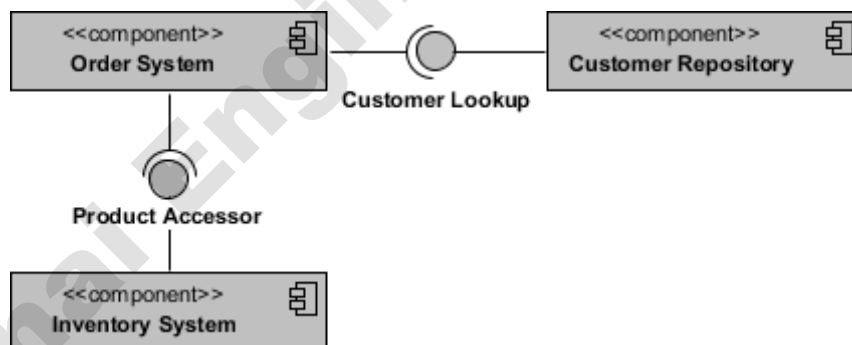 <<component>>
Order System
<<component>>
Customer Repository
Customer Lookup
Product Accessor
<<component>>
Inventory System